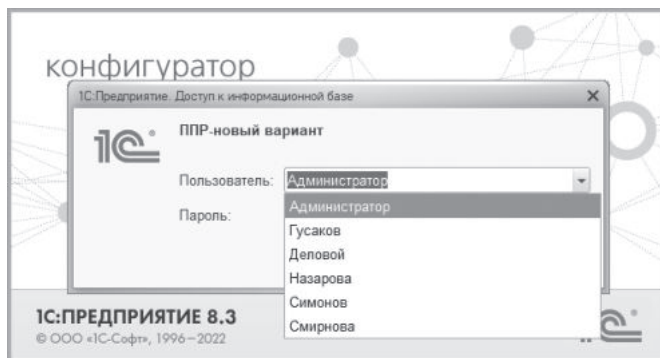 конфигуратор
1С:Предприятие. Доступ к информационной базе
1С
ППР-новый вариант
Пользователь: Администратор
Пароль:
Администратор
Гусаков
Деловой
Назарова
Симонов
Смирнова
1С:ПРЕДПРИЯТИЕ 8.3
© ООО «1С-Софт», 1996–2022